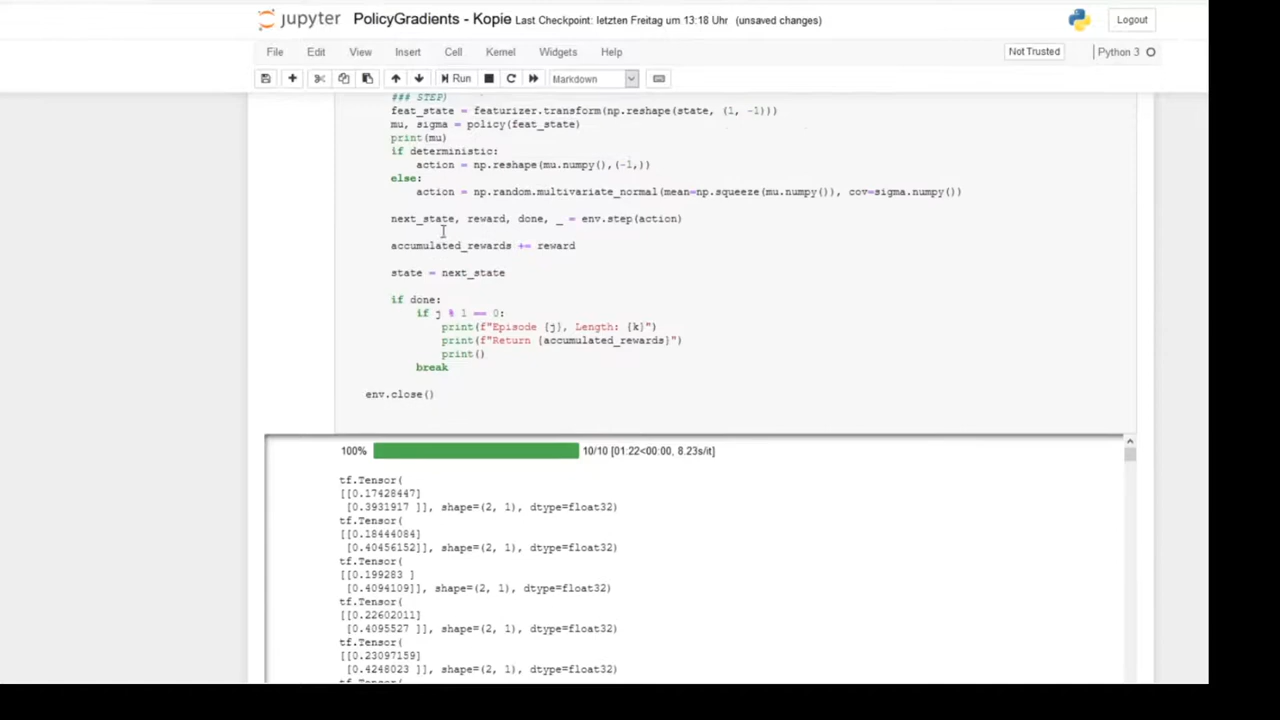 jupyter PolicyGradients - Kopie Last Checkpoint: letzten Freitag um 13:18 Uhr (unsaved changes) Logout
File Edit View Insert Cell Kernel Widgets Help Not Trusted Python 3
Run Markdown
### STEP)
feat_state = featurizer.transform(np.reshape(state, (1, -1)))
mu, sigma = policy(feat_state)
print(mu)
if deterministic:
action = np.reshape(mu.numpy(),(-1,))
else:
action = np.random.multivariate_normal(mean=np.squeeze(mu.numpy()), cov=sigma.numpy())
next_state, reward, done, _ = env.step(action)
accumulated_rewards += reward
state = next_state
if done:
if j % 1 == 0:
print(f"Episode {j}, Length: {k}")
print(f"Return {accumulated_rewards}")
print()
break
env.close()
100% 10/10 [01:22<00:00, 8.23s/it]
tf.Tensor(
[[0.17428447]
[0.3931917 ]], shape=(2, 1), dtype=float32)
tf.Tensor(
[[0.18444084]
[0.40456152]], shape=(2, 1), dtype=float32)
tf.Tensor(
[[0.199283 ]
[0.4094109]], shape=(2, 1), dtype=float32)
tf.Tensor(
[[0.22602011]
[0.4095527 ]], shape=(2, 1), dtype=float32)
tf.Tensor(
[[0.23097159]
[0.4248023 ]], shape=(2, 1), dtype=float32)